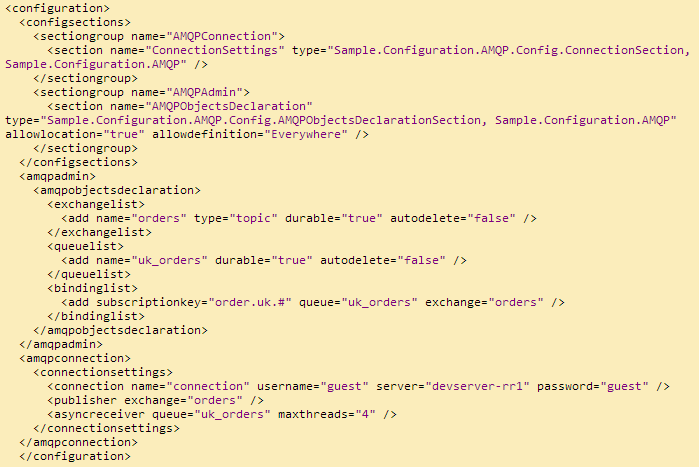 <configuration>
<configsections>
<sectiongroup name="AMQPConnection">
<section name="ConnectionSettings" type="Sample.Configuration.AMQP.Config.ConnectionSection,
Sample.Configuration.AMQP" />
</sectiongroup>
<sectiongroup name="AMQPAdmin">
<section name="AMQPObjectsDeclaration"
type="Sample.Configuration.AMQP.Config.AMQPObjectsDeclarationSection, Sample.Configuration.AMQP"
allowlocation="true" allowdefinition="Everywhere" />
</sectiongroup>
</configsections>
<amqpadmin>
<amqpobjectsdeclaration>
<exchangelist>
<add name="orders" type="topic" durable="true" autodelete="false" />
</exchangelist>
<queuelist>
<add name="uk_orders" durable="true" autodelete="false" />
</queuelist>
<bindinglist>
<add subscriptionkey="order.uk.#" queue="uk_orders" exchange="orders" />
</bindinglist>
</amqpobjectsdeclaration>
</amqpadmin>
<amqpconnection>
<connectionsettings>
<connection name="connection" username="guest" server="devserver-rr1" password="guest" />
<publisher exchange="orders" />
<asyncreceiver queue="uk_orders" maxthreads="4" />
</connectionsettings>
</amqpconnection>
</configuration>